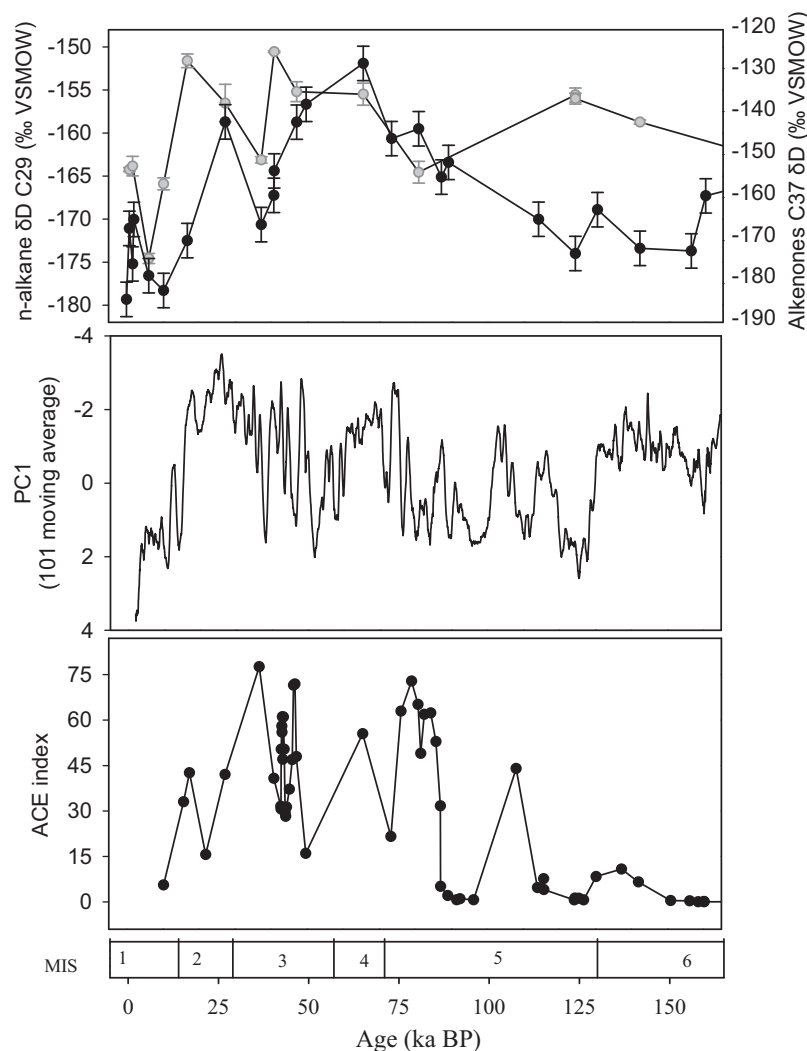 n-alkane δD C29 (‰ VSMOW)
-150
-155
-160
-165
-170
-175
-180
-120
-130
-140
-150
-160
-170
-180
-190
Alkenones C37 δD (‰ VSMOW)
PC1
(101 moving average)
-4
-2
0
2
4
ACE index
75
60
45
30
15
0
MIS
1 2 3 4 5 6
0 25 50 75 100 125 150
Age (ka BP)